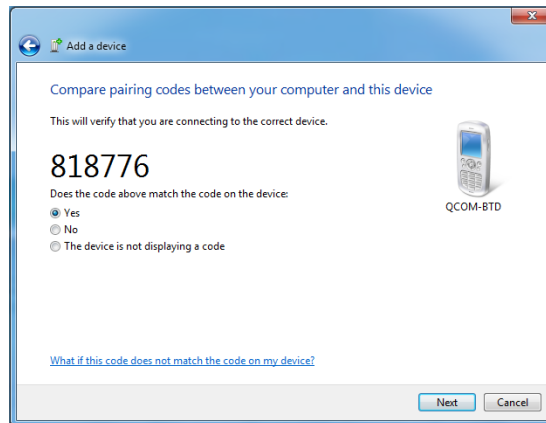 Add a device
Compare pairing codes between your computer and this device
This will verify that you are connecting to the correct device.
818776
Does the code above match the code on the device:
Yes
No
The device is not displaying a code
QCOM-BTD
What if this code does not match the code on my device?
Next
Cancel